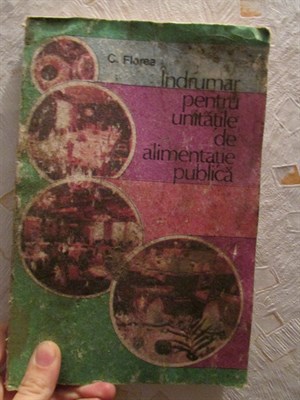 C. Florea
Îndrumar
pentru
unitățile
de
alimentație
publică